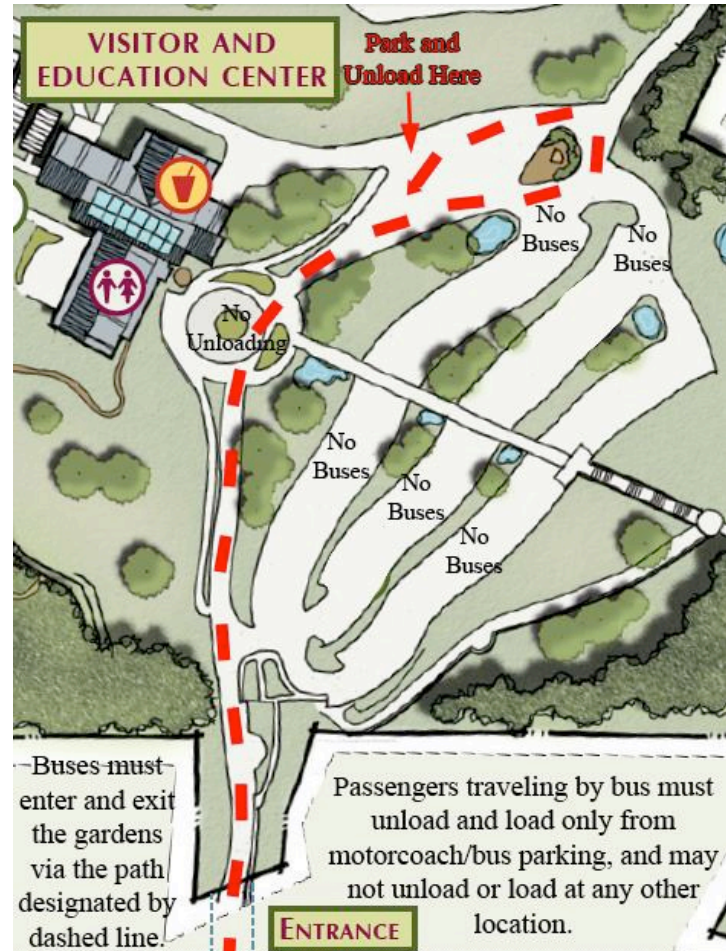 VISITOR AND
EDUCATION CENTER
Park and
Unload Here
No
Buses
No
Buses
No
Unloading
No
Buses
No
Buses
No
Buses
Buses must
enter and exit
the gardens
via the path
designated by
dashed line.
Passengers traveling by bus must
unload and load only from
motorcoach/bus parking, and may
not unload or load at any other
location.
ENTRANCE